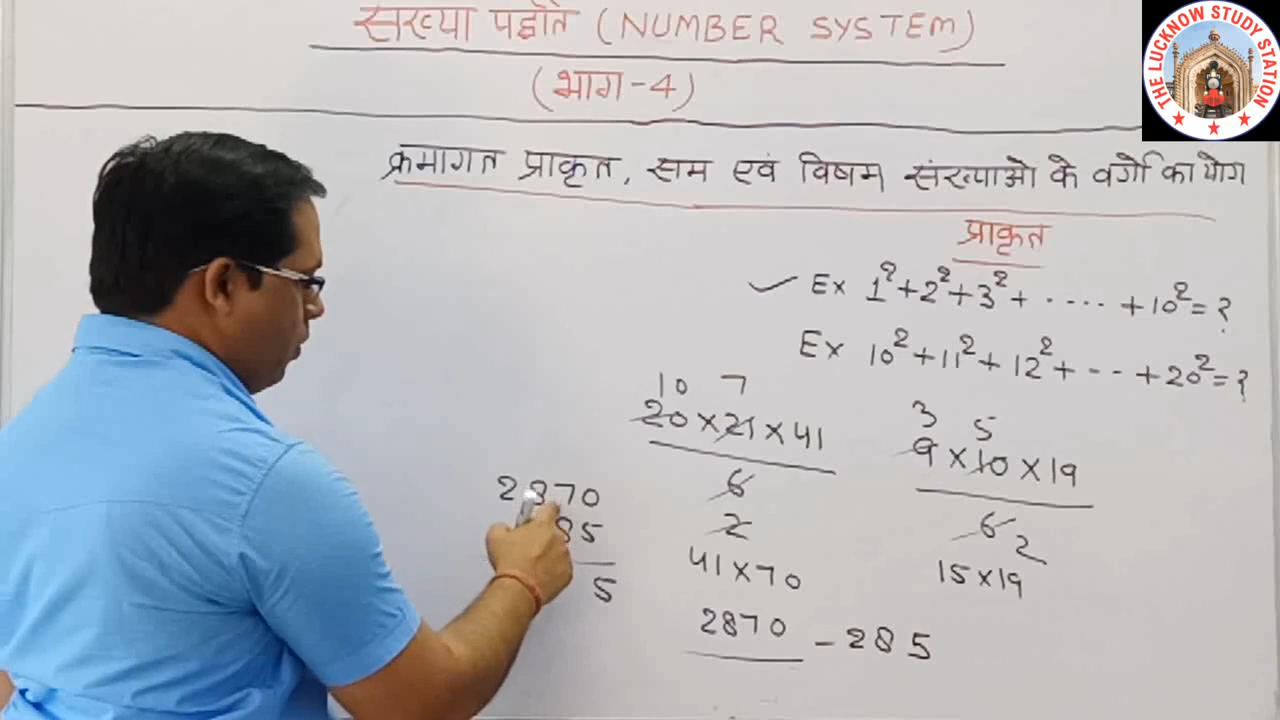 संख्या पद्धति (NUMBER SYSTEM)
(भाग-4)
THE LUCKNOW STUDY STATION
क्रमागत प्राकृत, सम एवं विषम संख्याओ के वर्गो का योग
प्राकृत
Ex 1²+2²+3²+ ---- +10²=?
Ex 10²+11²+12²+ --- +20²=?
10 7
20×21×41
6
2
41×70
2870 - 285
3 5
9×10×19
6 2
15×19
2870
85
5